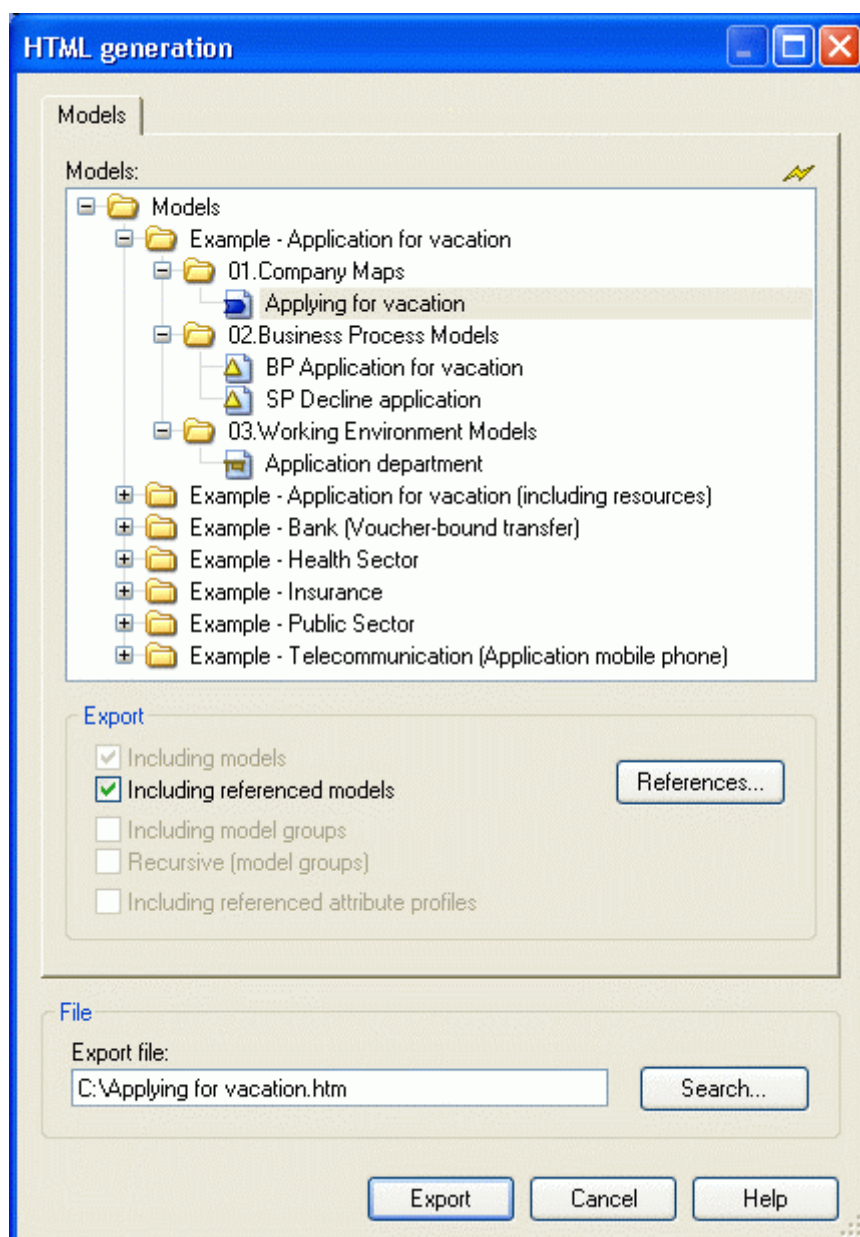 HTML generation
Models
Models:
Models
Example - Application for vacation
01.Company Maps
Applying for vacation
02.Business Process Models
BP Application for vacation
SP Decline application
03.Working Environment Models
Application department
Example - Application for vacation (including resources)
Example - Bank (Voucher-bound transfer)
Example - Health Sector
Example - Insurance
Example - Public Sector
Example - Telecommunication (Application mobile phone)
Export
Including models
Including referenced models
References...
Including model groups
Recursive (model groups)
Including referenced attribute profiles
File
Export file:
C:\Applying for vacation.htm
Search...
Export
Cancel
Help